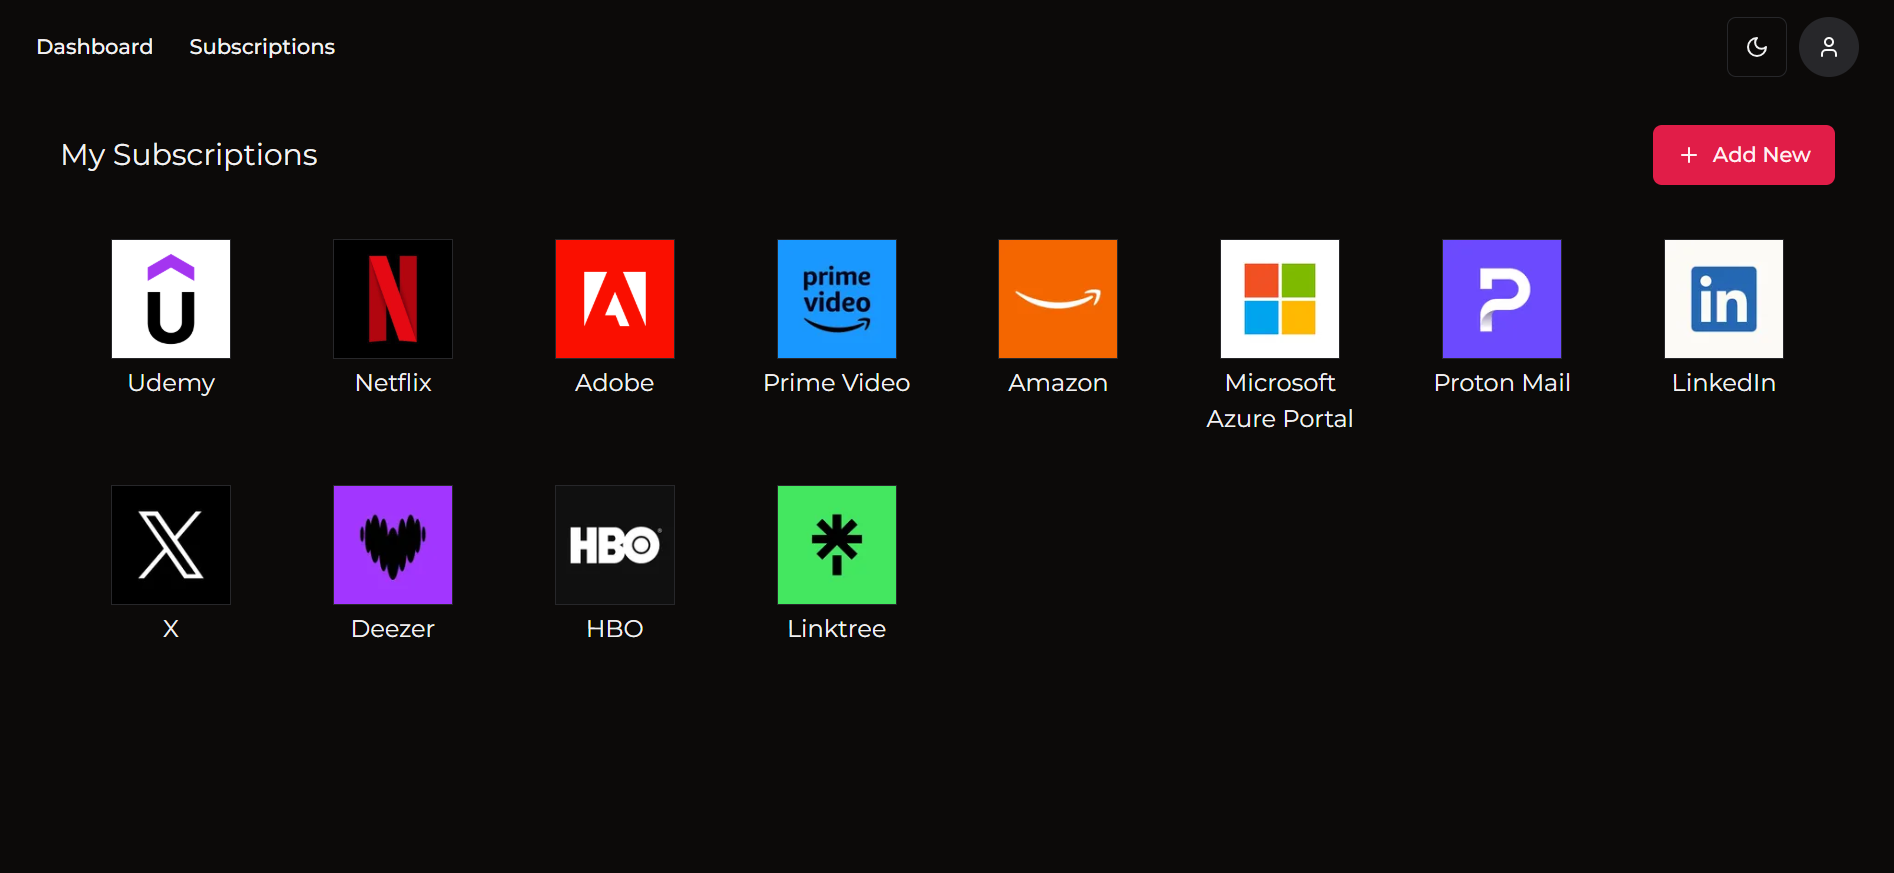 Dashboard Subscriptions
My Subscriptions
+ Add New
prime
video
in
HBO
Udemy Netflix Adobe Prime Video Amazon Microsoft Azure Portal Proton Mail LinkedIn
X Deezer HBO Linktree